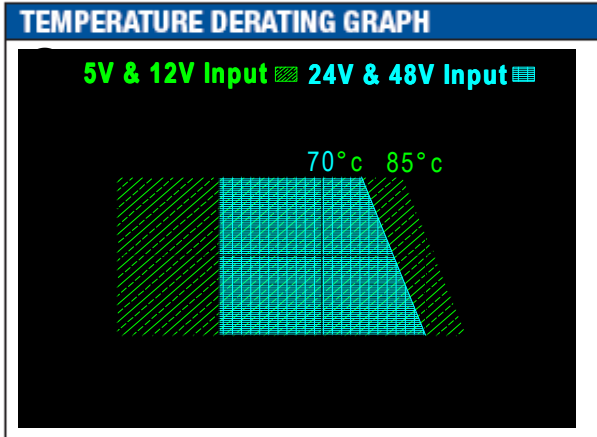 TEMPERATURE DERATING GRAPH
5V & 12V Input 24V & 48V Input
70°c 85°c